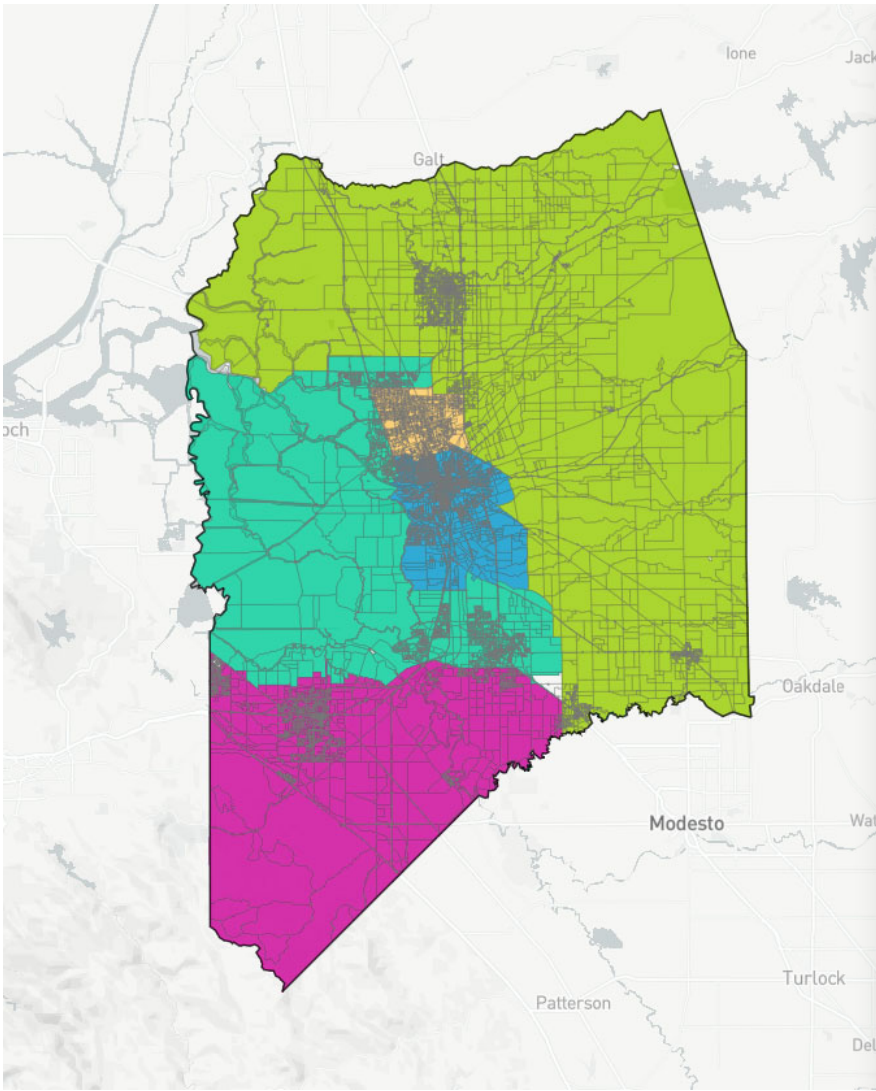 Ione
Jack
Galt
och
Oakdale
Modesto
Wat
Turlock
Patterson
Del